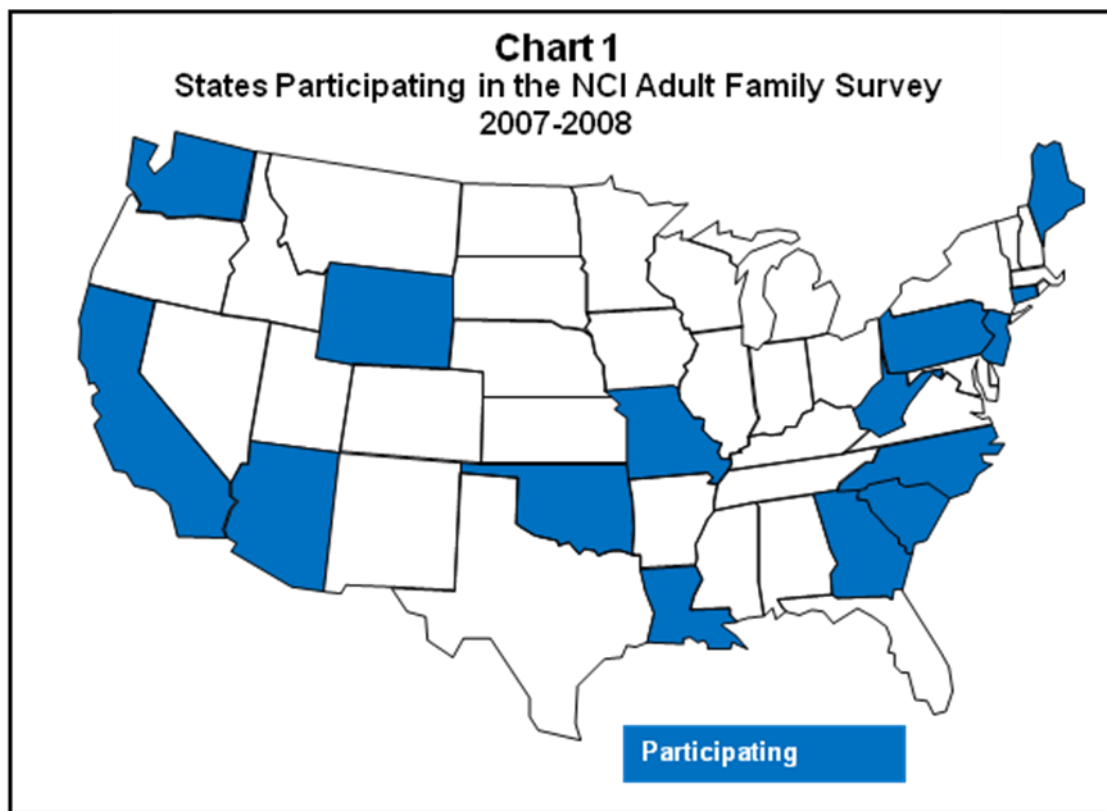 Chart 1
States Participating in the NCI Adult Family Survey
2007-2008
Participating